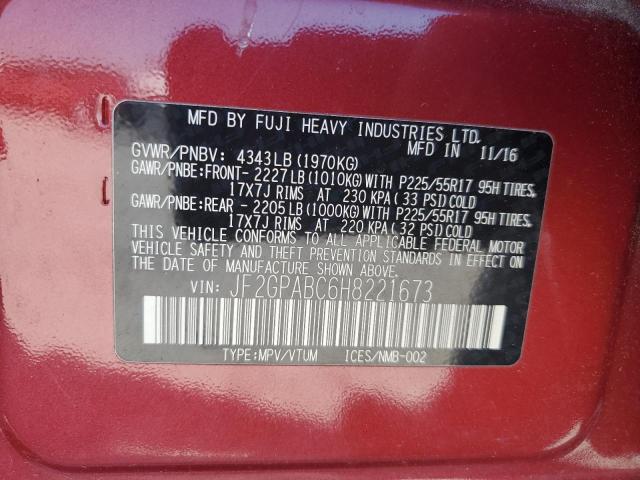 MFD BY FUJI HEAVY INDUSTRIES LTD.
MFD IN 11/16
GVWR/PNBV: 4343LB(1970KG)
GAWR/PNBE:FRONT- 2227LB(1010KG)WITH P225/55R17 95H TIRES,
17X7J RIMS AT 230 KPA(33 PSI)COLD
GAWR/PNBE:REAR - 2205LB(1000KG)WITH P225/55R17 95H TIRES,
17X7J RIMS AT 220 KPA(32 PSI)COLD
THIS VEHICLE CONFORMS TO ALL APPLICABLE FEDERAL MOTOR
VEHICLE SAFETY AND THEFT PREVENTION STANDARDS IN EFFECT ON
THE DATE OF MANUFACTURE SHOWN ABOVE.
VIN: JF2GPABC6H8221673
TYPE:MPV/VTUM ICES/NMB-002